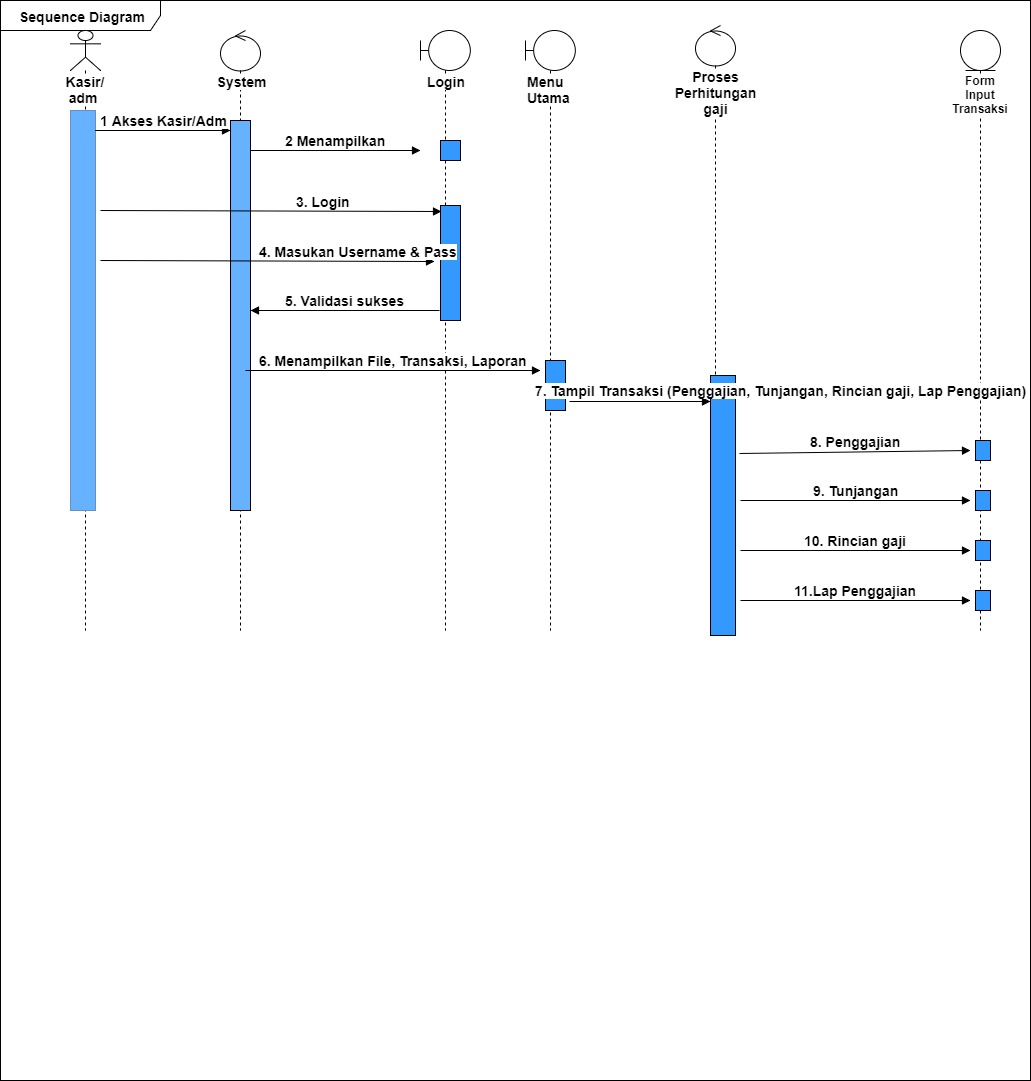 Sequence Diagram
Kasir/
adm
System
Login
Menu
Utama
Proses
Perhitungan
gaji
Form
Input
Transaksi
1 Akses Kasir/Adm
2 Menampilkan
3. Login
4. Masukan Username & Pass
5. Validasi sukses
6. Menampilkan File, Transaksi, Laporan
7. Tampil Transaksi (Penggajian, Tunjangan, Rincian gaji, Lap Penggajian)
8. Penggajian
9. Tunjangan
10. Rincian gaji
11.Lap Penggajian